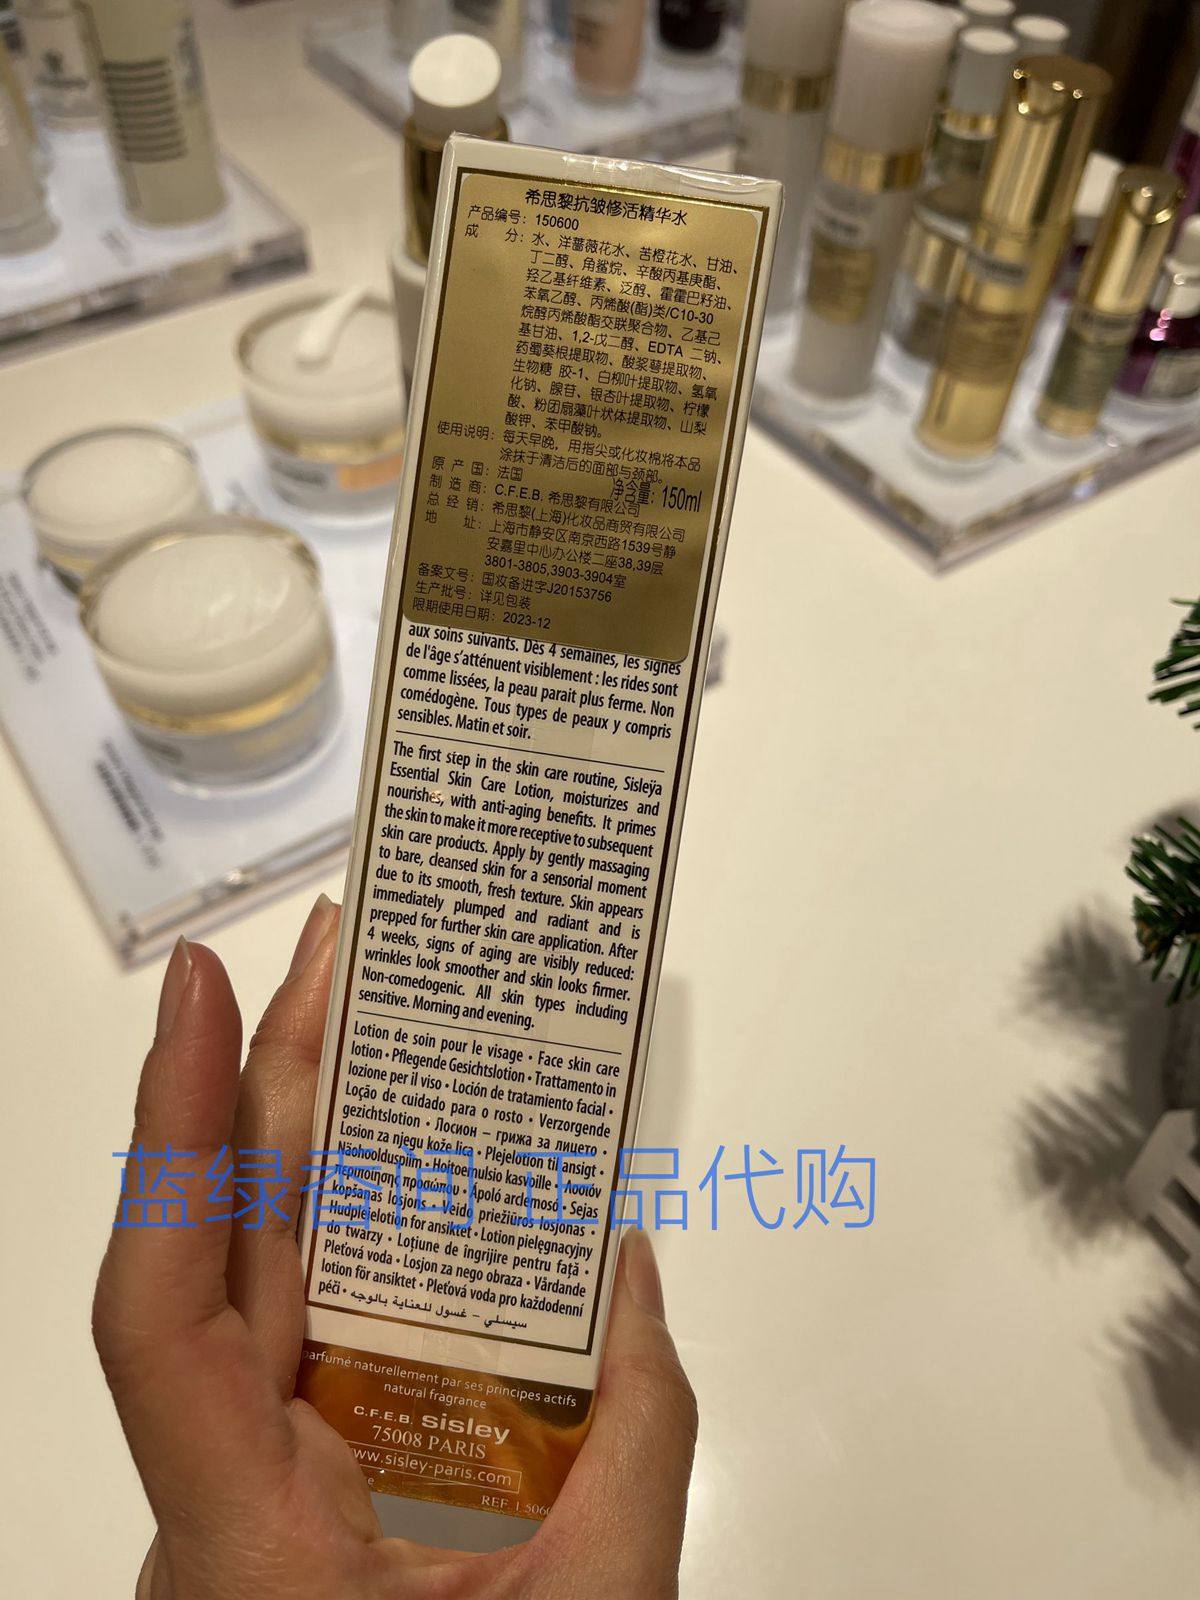 希思黎抗皱修活精华水
产品编号：150600
成 分：水、洋蔷薇花水、苦橙花水、甘油、
丁二醇、角鲨烷、辛酸丙基庚酯、
羟乙基纤维素、泛醇、霍霍巴籽油、
苯氧乙醇、丙烯酸(酯)类/C10-30
烷醇丙烯酸酯交联聚合物、乙基己
基甘油、1,2-戊二醇、EDTA 二钠、
药蜀葵根提取物、酸浆萼提取物、
生物糖 胶-1、白柳叶提取物、氢氧
化钠、腺苷、银杏叶提取物、柠檬
酸、粉团扇藻叶状体提取物、山梨
酸钾、苯甲酸钠。
使用说明：每天早晚，用指尖或化妆棉将本品
涂抹于清洁后的面部与颈部。
原 产 国：法国
净含量：150ml
制 造 商：C.F.E.B. 希思黎有限公司
总 经 销：希思黎(上海)化妆品商贸有限公司
地 址：上海市静安区南京西路1539号静
安嘉里中心办公楼二座38,39层
3801-3805,3903-3904室
备案文号：国妆备进字J20153756
生产批号：详见包装
限期使用日期：2023-12
aux soins suivants. Dès 4 semaines, les signes
de l'âge s'atténuent visiblement : les rides sont
comme lissées, la peau parait plus ferme. Non
comédogène. Tous types de peaux y compris
sensibles. Matin et soir.
The first step in the skin care routine, Sisleÿa
Essential Skin Care Lotion, moisturizes and
nourishes, with anti-aging benefits. It primes
the skin to make it more receptive to subsequent
skin care products. Apply by gently massaging
to bare, cleansed skin for a sensorial moment
due to its smooth, fresh texture. Skin appears
immediately plumped and radiant and is
prepped for further skin care application. After
4 weeks, signs of aging are visibly reduced:
wrinkles look smoother and skin looks firmer.
Non-comedogenic. All skin types including
sensitive. Morning and evening.
Lotion de soin pour le visage • Face skin care
lotion • Pflegende Gesichtslotion • Trattamento in
lozione per il viso • Loción de tratamiento facial •
Loção de cuidado para o rosto • Verzorgende
gezichtslotion • Лосион – грижа за лицето •
Losion za njegu kože lica • Plejelotion til ansigt •
Näohooldusplim • Hoitoemulsio kasvoille • Λοσιόν
περιποίησης προσώπου • Ápoló arclemosó • Sejas
kopšanas losjons • Veido priežiūros losjonas •
Hudpleielotion for ansiktet • Lotion pielęgnacyjny
do twarzy • Loțiune de îngrijire pentru față •
Pleťová voda • Losjon za nego obraza • Vårdande
lotion för ansiktet • Pleťová voda pro každodenní
péči • سيسلي – غسول للعناية بالوجه
蓝绿香间 正品代购
parfumé naturellement par ses principes actifs
natural fragrance
C.F.E.B. sisley
75008 PARIS
www.sisley-paris.com
REF. 1 506